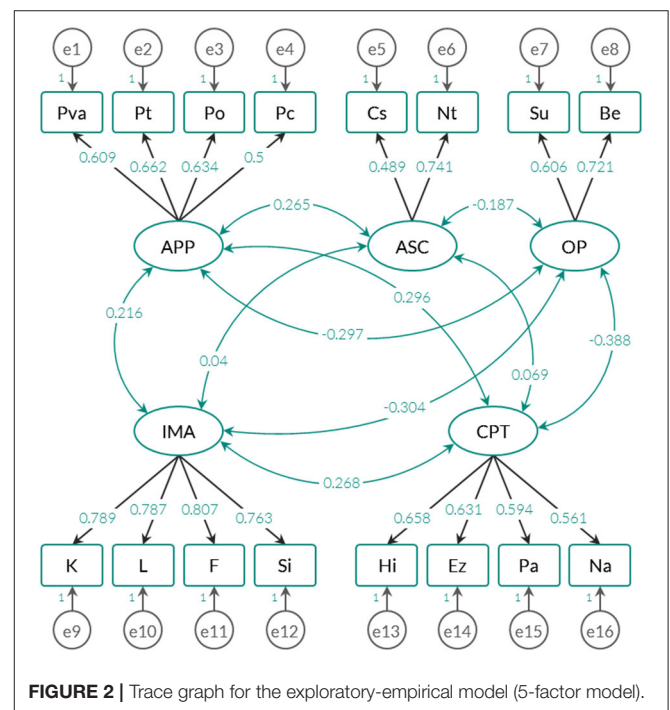 e1 e2 e3 e4 e5 e6 e7 e8
1 1 1 1 1 1 1 1
Pva Pt Po Pc Cs Nt Su Be
0.609 0.662 0.634 0.5 0.489 0.741 0.606 0.721
0.265 -0.187
APP ASC OP
0.216 0.296
-0.297 -0.388
0.04 0.069
-0.304
IMA CPT
0.268
0.789 0.787 0.807 0.763 0.658 0.631 0.594 0.561
K L F Si Hi Ez Pa Na
1 1 1 1 1 1 1 1
e9 e10 e11 e12 e13 e14 e15 e16
FIGURE 2 | Trace graph for the exploratory-empirical model (5-factor model).